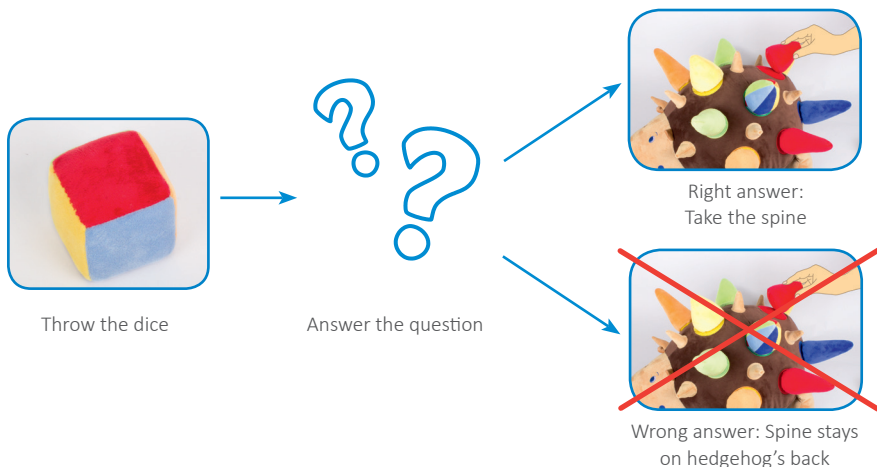 Throw the dice
Answer the question
Right answer:
Take the spine
Wrong answer: Spine stays
on hedgehog's back